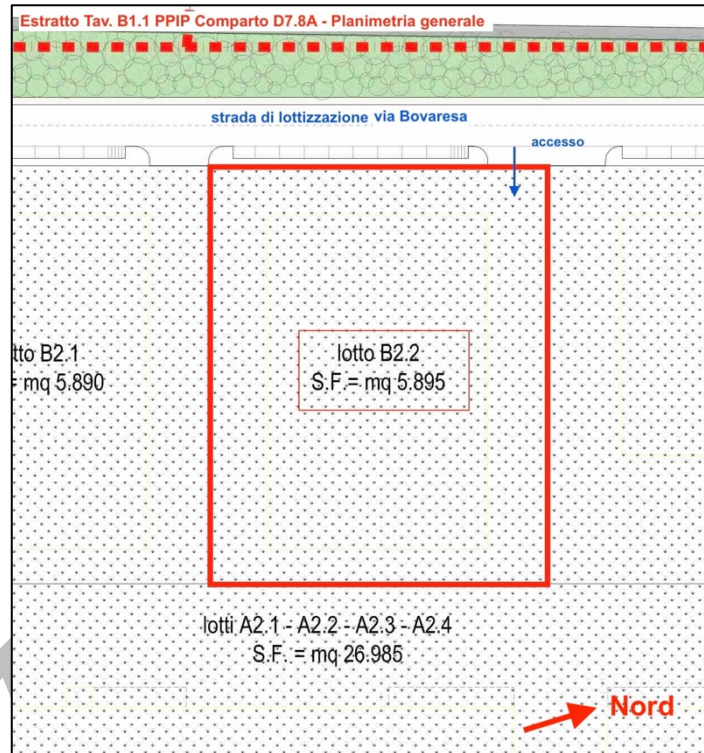 Estratto Tav. B1.1 PPIP Comparto D7.8A - Planimetria generale
strada di lottizzazione via Bovaresa
accesso
tto B2.1
= mq 5.890
lotto B2.2
S.F.= mq 5.895
lotti A2.1 - A2.2 - A2.3 - A2.4
S.F. = mq 26.985
Nord